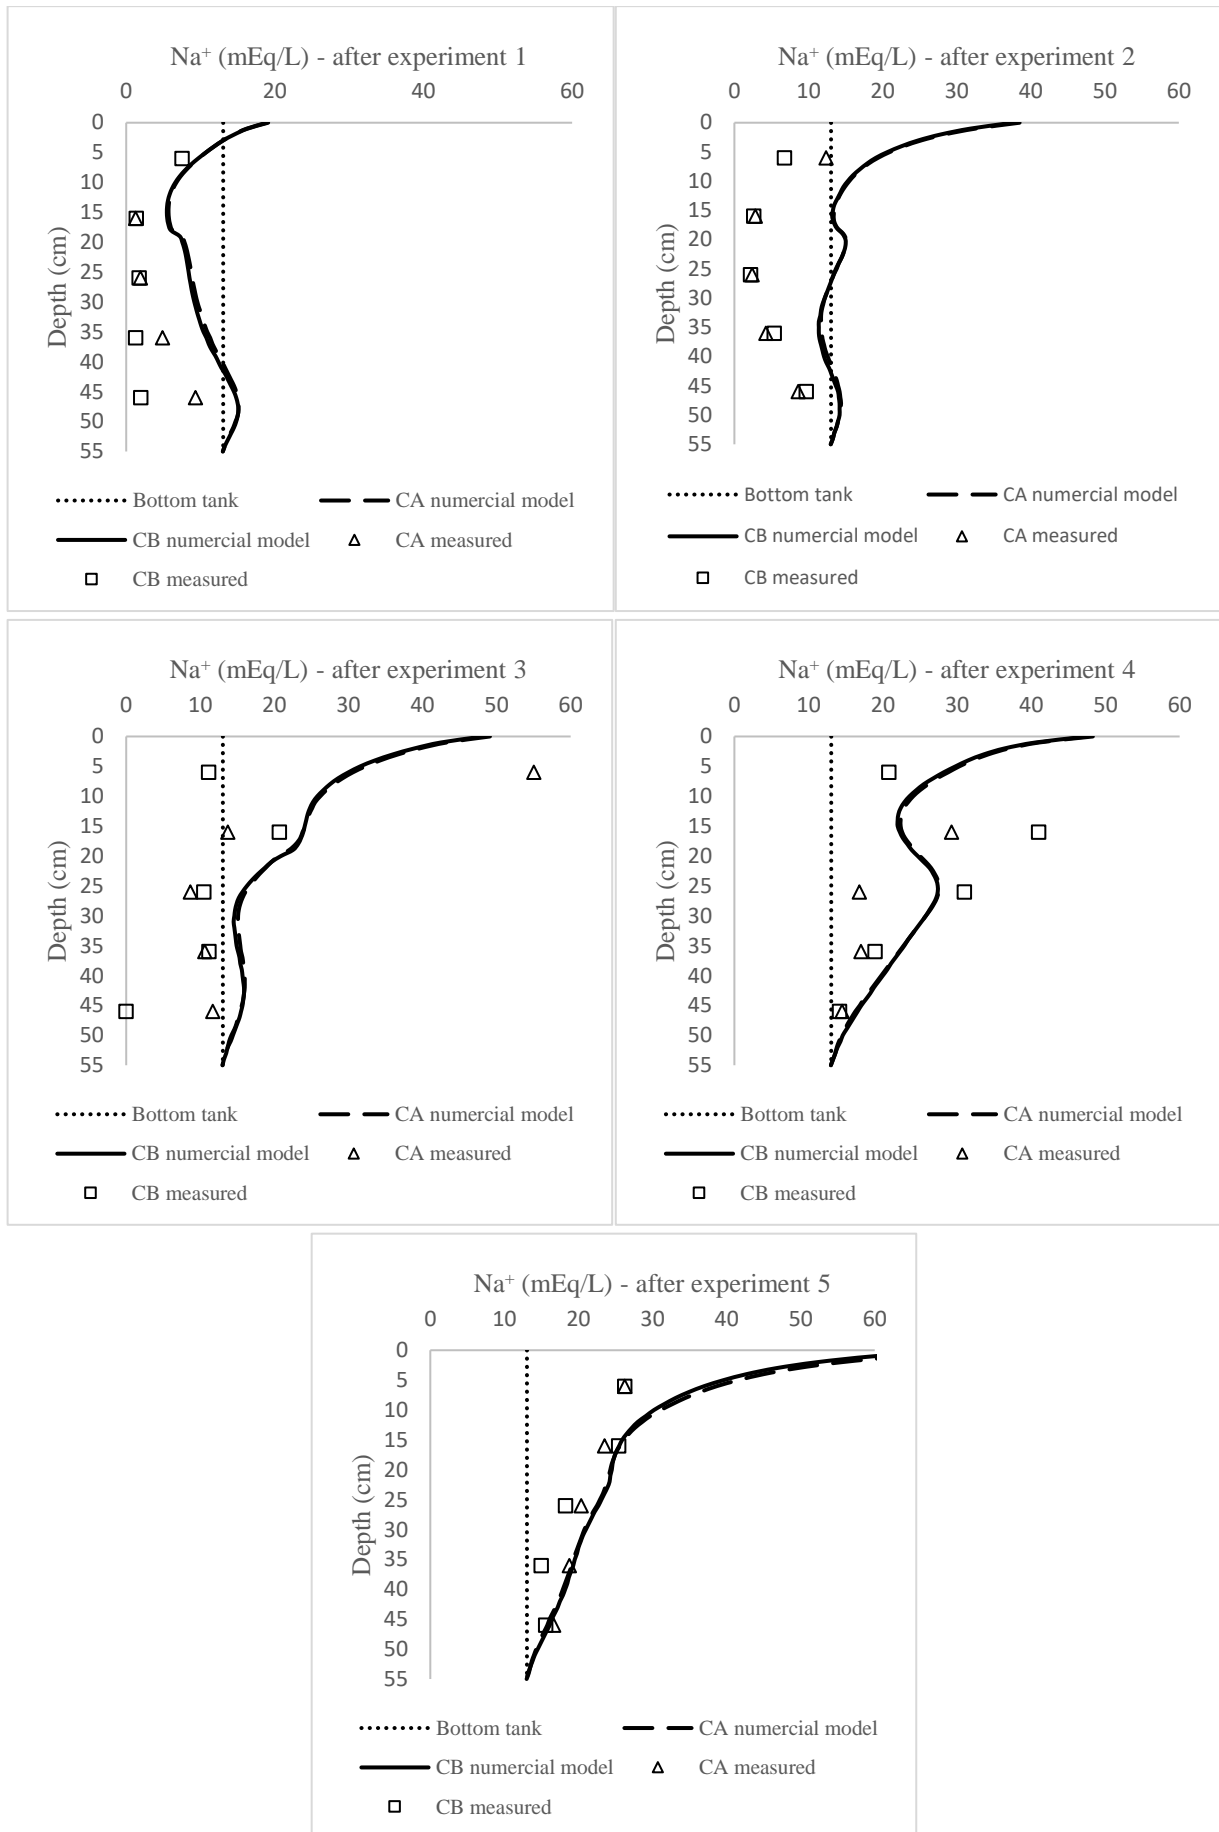 Na⁺ (mEq/L) - after experiment 1
0 20 40 60
0
5
10
15
20
25
30
35
40
45
50
55
Depth (cm)
Bottom tank CA numercial model
CB numercial model CA measured
CB measured
Na⁺ (mEq/L) - after experiment 2
0 10 20 30 40 50 60
0
5
10
15
20
25
30
35
40
45
50
55
Depth (cm)
Bottom tank CA numercial model
CB numercial model CA measured
CB measured
Na⁺ (mEq/L) - after experiment 3
0 10 20 30 40 50 60
0
5
10
15
20
25
30
35
40
45
50
55
Depth (cm)
Bottom tank CA numercial model
CB numercial model CA measured
CB measured
Na⁺ (mEq/L) - after experiment 4
0 10 20 30 40 50 60
0
5
10
15
20
25
30
35
40
45
50
55
Depth (cm)
Bottom tank CA numercial model
CB numercial model CA measured
CB measured
Na⁺ (mEq/L) - after experiment 5
0 10 20 30 40 50 60
0
5
10
15
20
25
30
35
40
45
50
55
Depth (cm)
Bottom tank CA numercial model
CB numercial model CA measured
CB measured